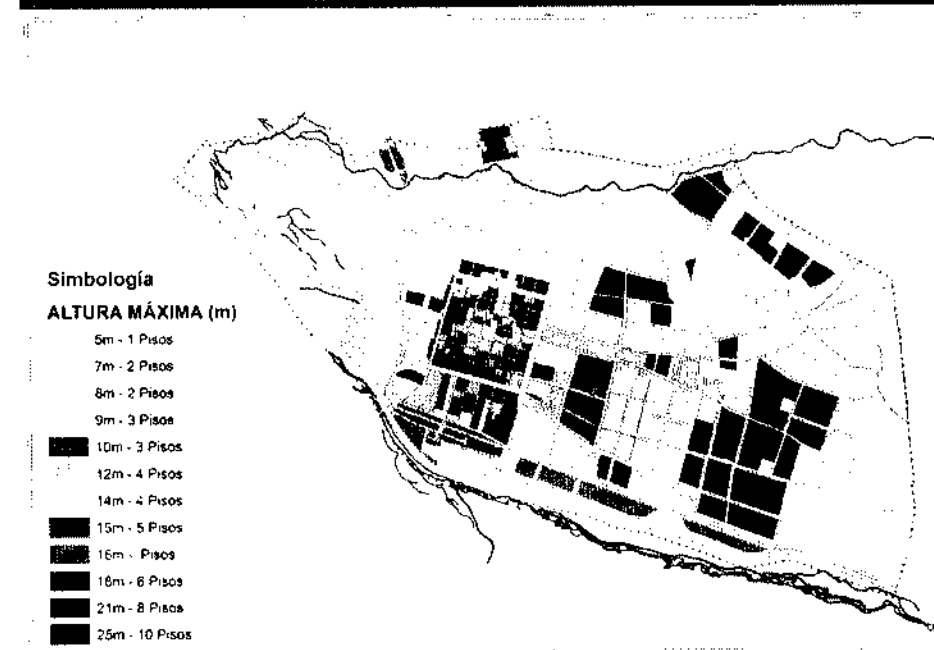 Simbología
ALTURA MÁXIMA (m)
5m - 1 Pisos
7m - 2 Pisos
8m - 2 Pisos
9m - 3 Pisos
10m - 3 Pisos
12m - 4 Pisos
14m - 4 Pisos
15m - 5 Pisos
16m - Pisos
18m - 6 Pisos
21m - 8 Pisos
25m - 10 Pisos